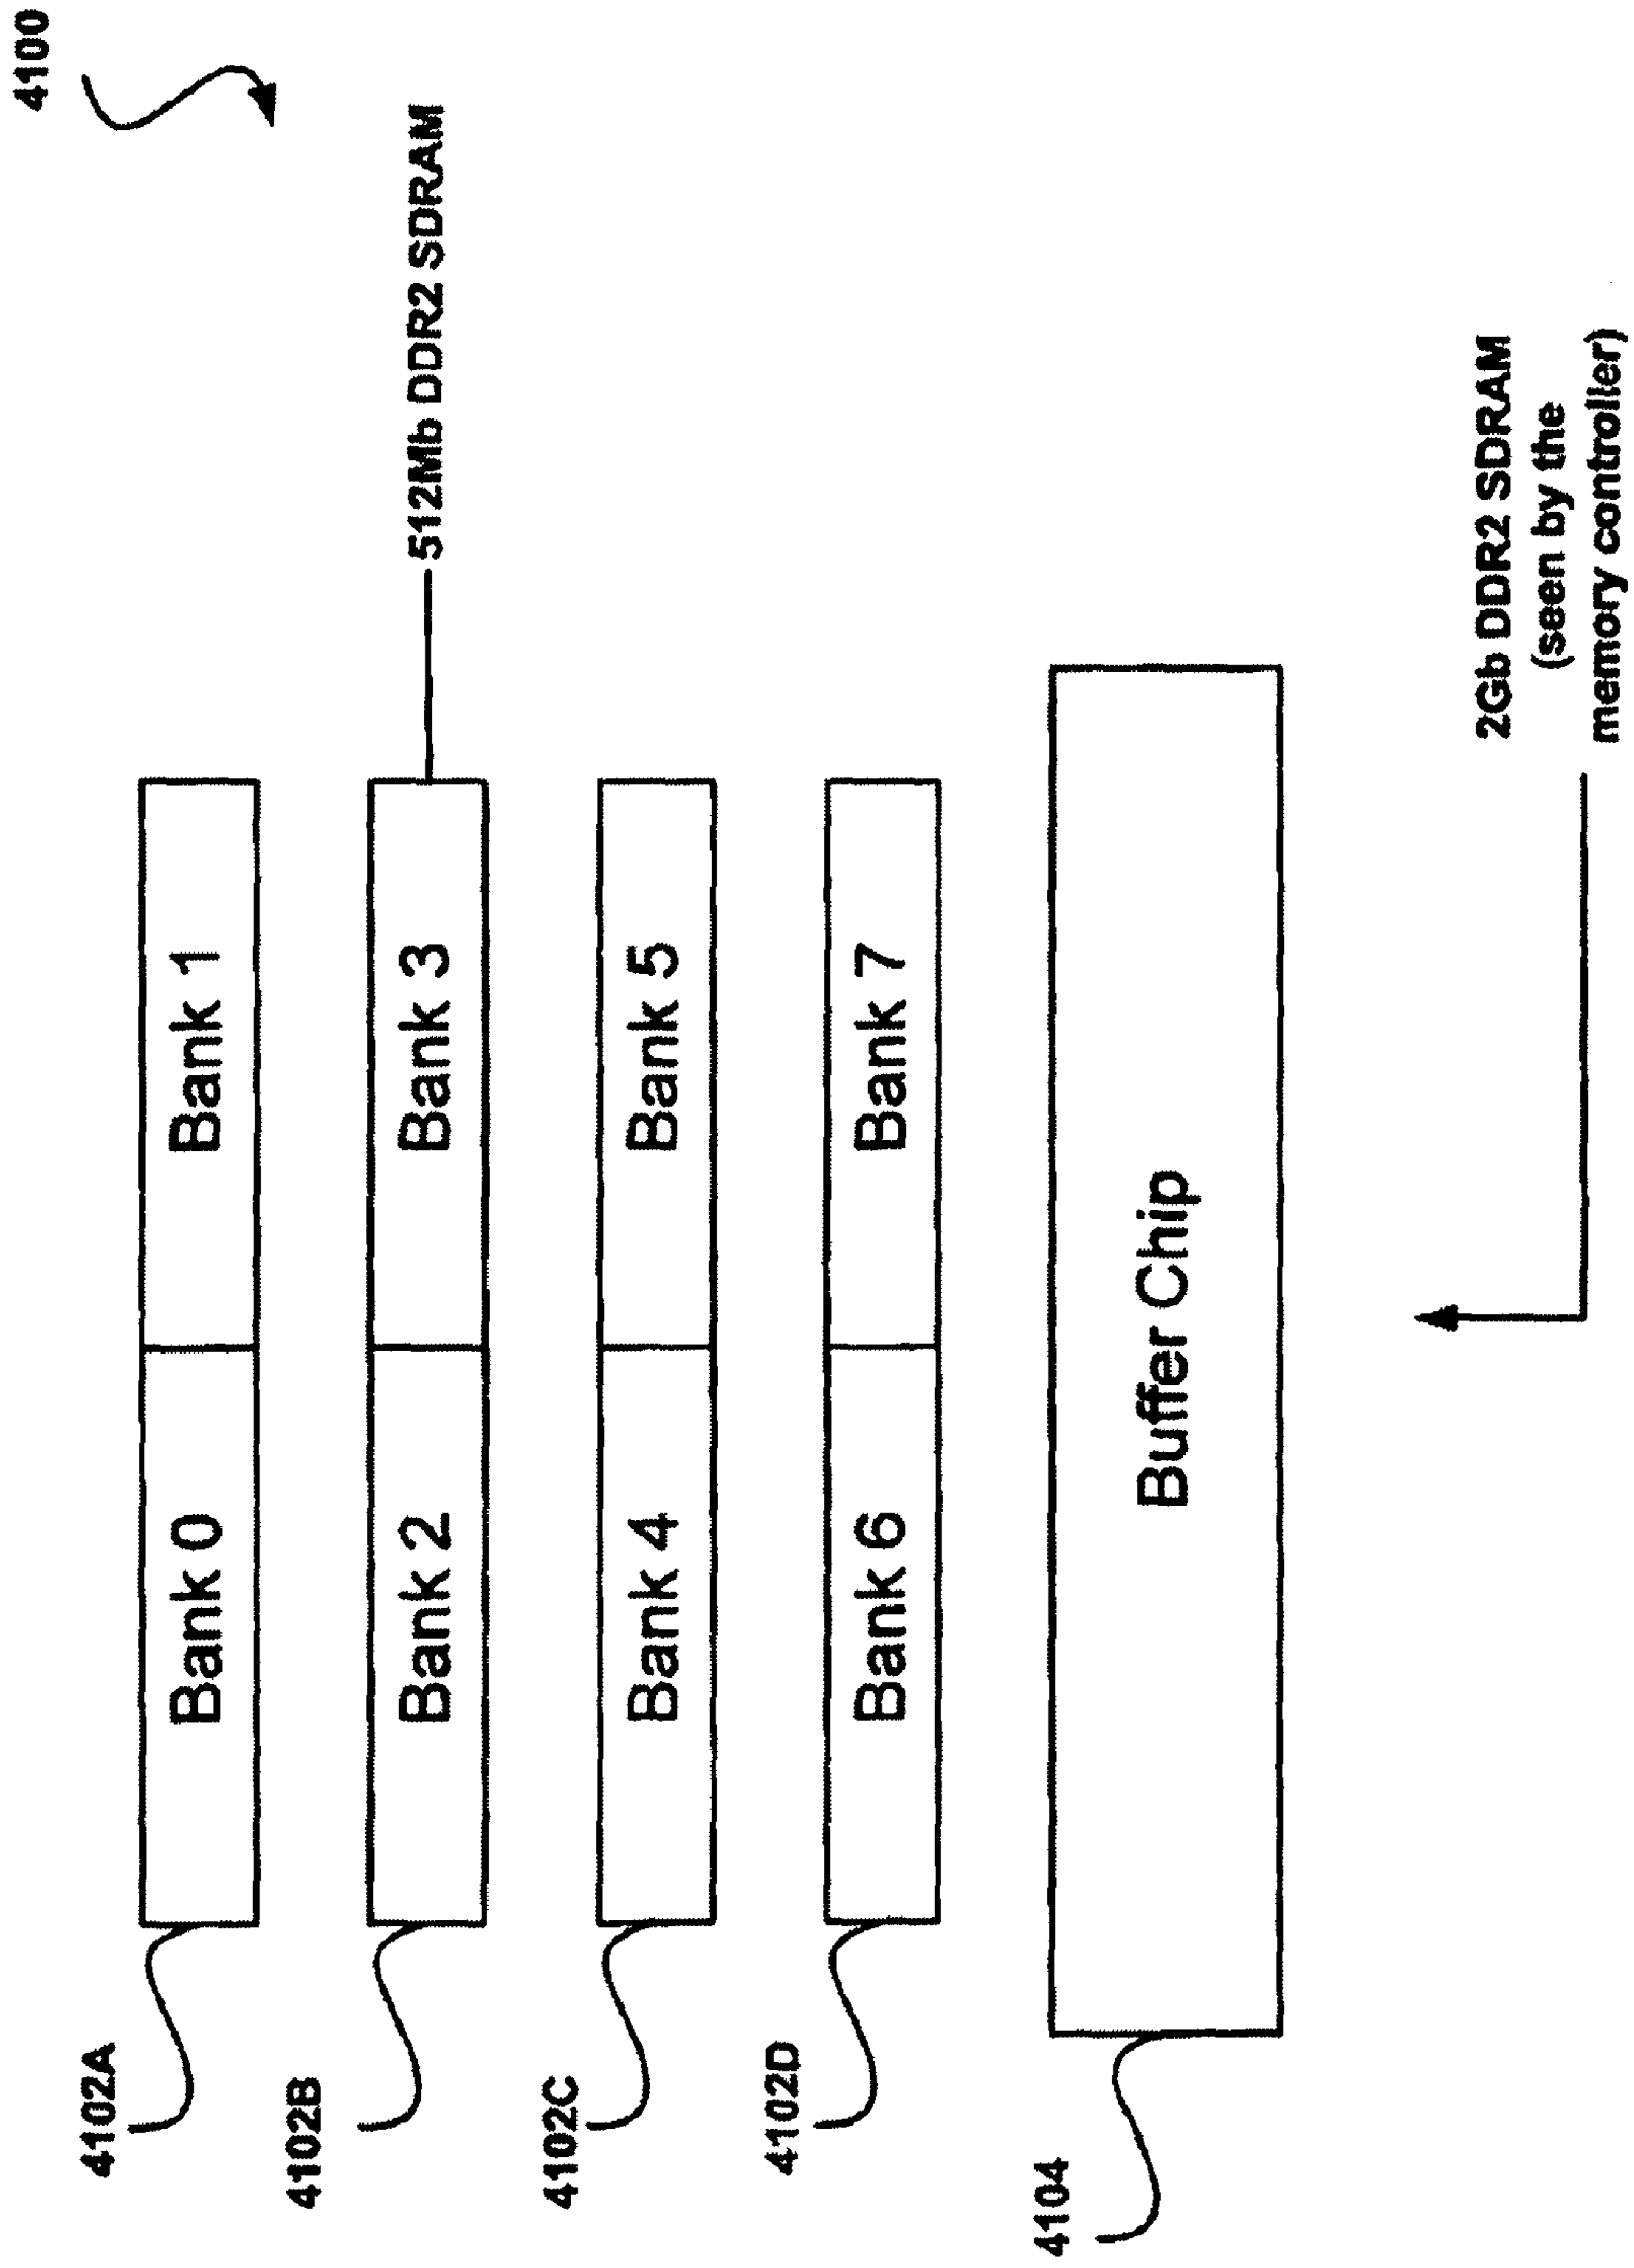 4100
4102A
Bank 0
Bank 1
4102B
Bank 2
Bank 3
512Mb DDR2 SDRAM
4102C
Bank 4
Bank 5
4102D
Bank 6
Bank 7
4104
Buffer Chip
2Gb DDR2 SDRAM
(seen by the
memory controller)